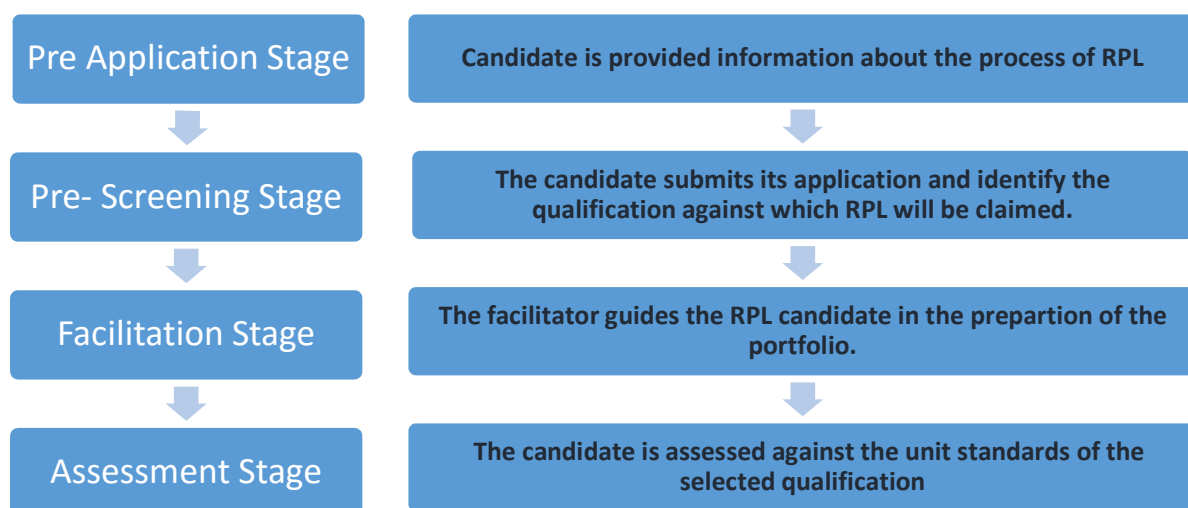 Pre Application Stage
Candidate is provided information about the process of RPL
Pre- Screening Stage
The candidate submits its application and identify the
qualification against which RPL will be claimed.
Facilitation Stage
The facilitator guides the RPL candidate in the prepartion of the
portfolio.
Assessment Stage
The candidate is assessed against the unit standards of the
selected qualification